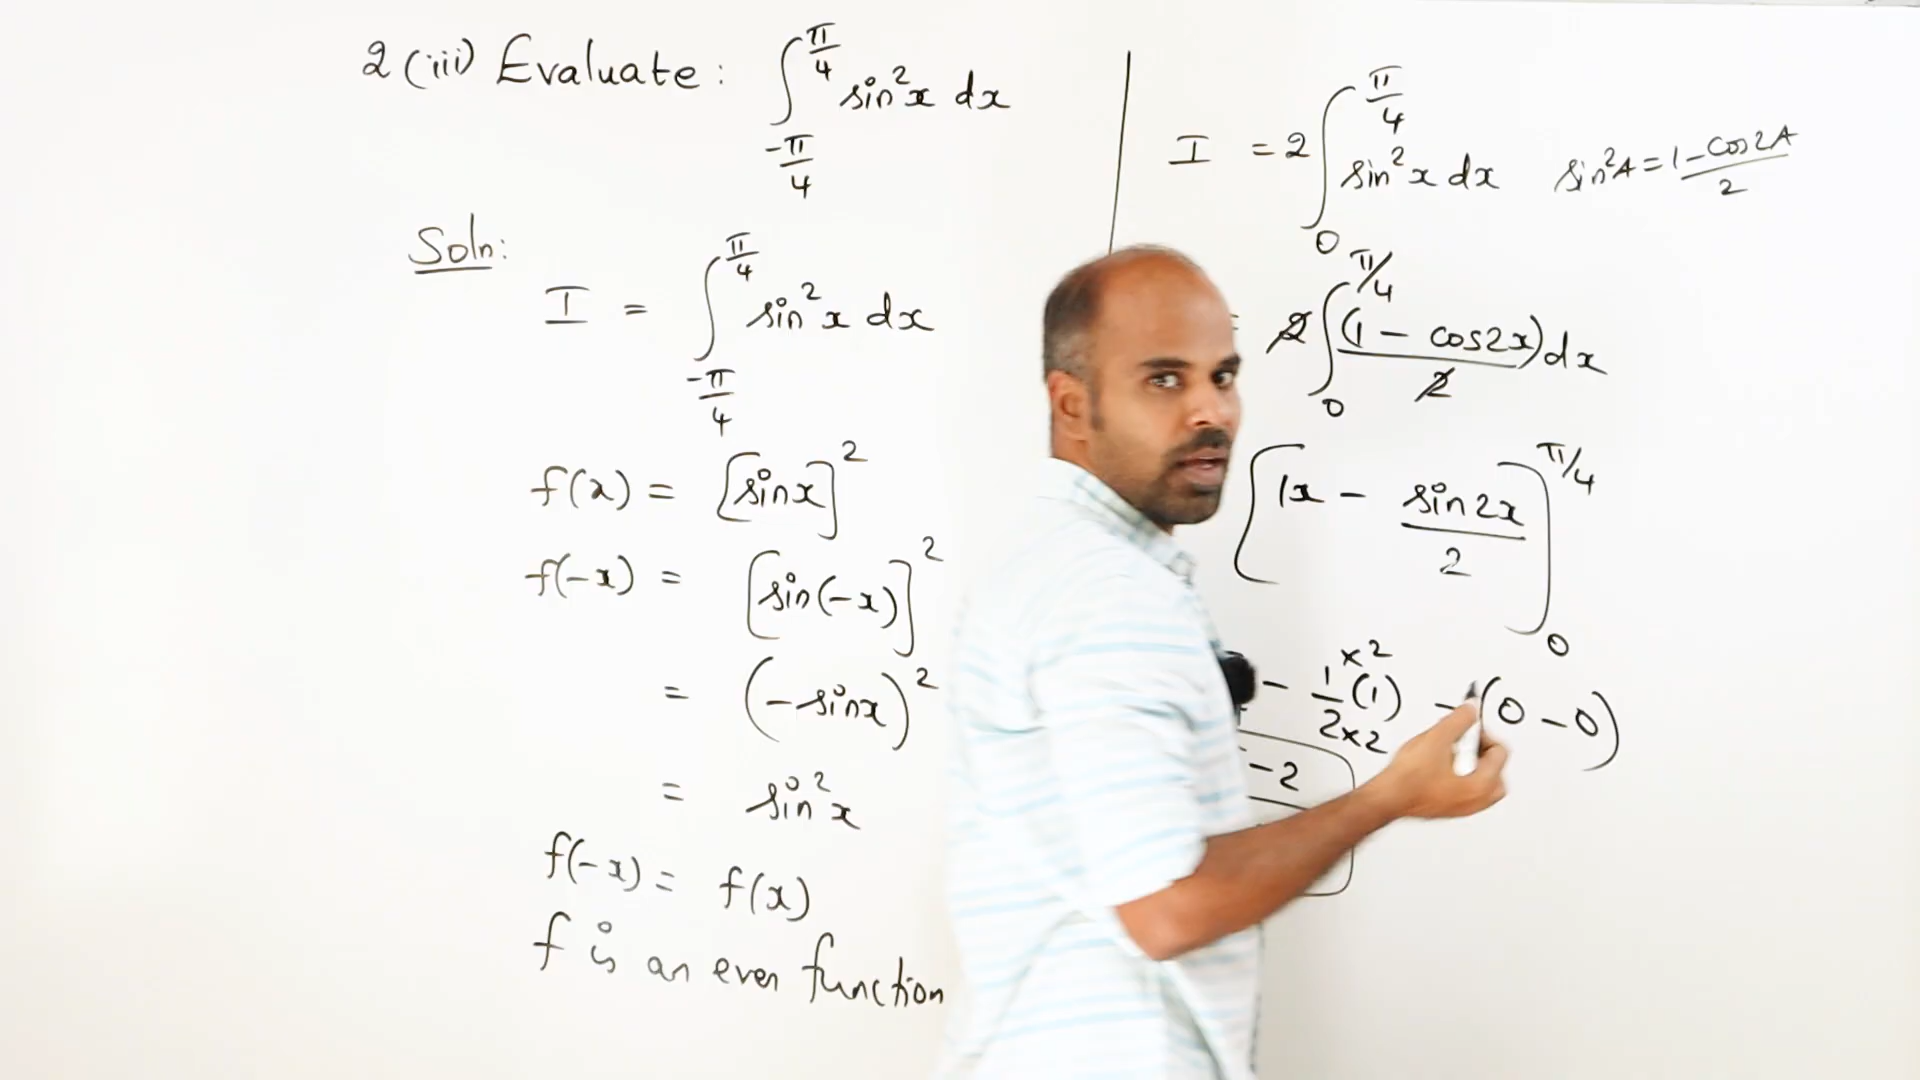 2 (iii) Evaluate: ∫_{-π/4}^{π/4} sin²x dx
Soln:
I = ∫_{-π/4}^{π/4} sin²x dx
f(x) = [sinx]²
f(-x) = [sin(-x)]²
= (-sinx)²
= sin²x
f(-x) = f(x)
f is an even function
I = 2 ∫_0^{π/4} sin²x dx sin²A = (1-cos2A)/2
2 ∫_0^{π/4} (1 - cos2x)/2 dx
[1x - sin2x/2]_0^{π/4}
- 1/2 (1) ×2/×2 - (0 - 0)
-2